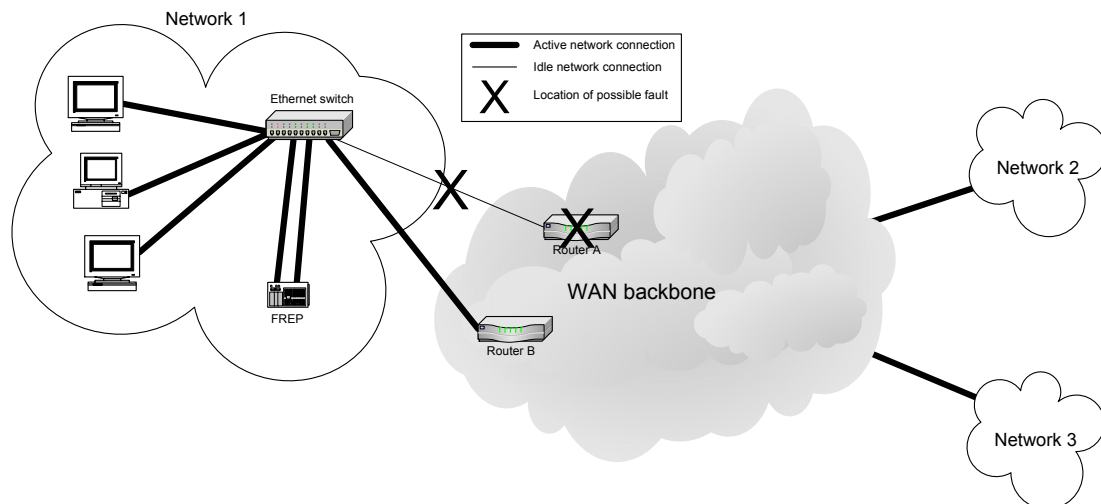 Network 1
Active network connection
Idle network connection
Location of possible fault
Ethernet switch
Network 2
Router A
WAN backbone
FREP
Router B
Network 3